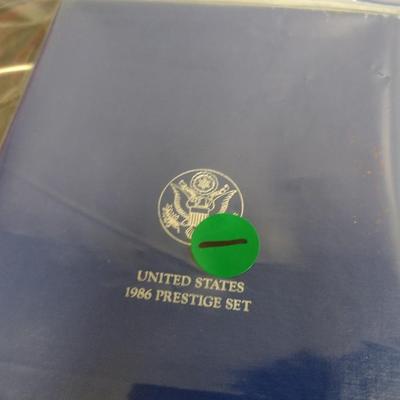 UNITED STATES
1986 PRESTIGE SET